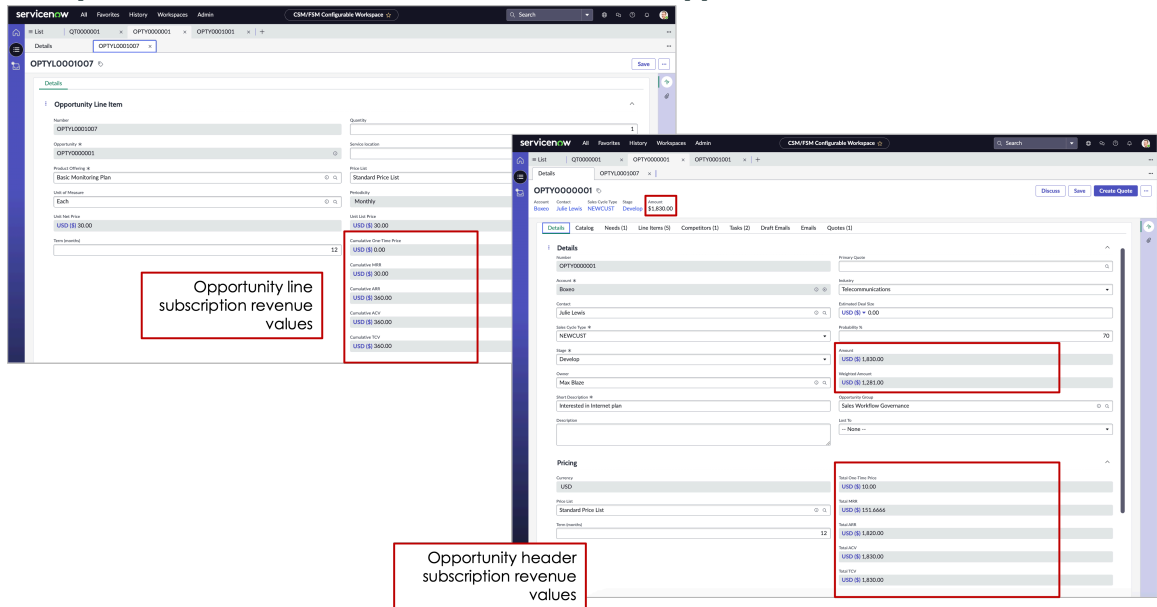 servicenow All Favorites History Workspaces Admin CSM/FSM Configurable Workspace Search
List QT0000001 × OPTY0000001 × OPTY0001001 × +
Details OPTYL0001007 ×
OPTYL0001007 Save
Details
Opportunity Line Item
Number Quantity
OPTYL0001007 1
Opportunity Service location
OPTY0000001
Product Offering Price List
Basic Monitoring Plan Standard Price List
Unit of Measure Periodicity
Each Monthly
Unit Net Price Unit List Price
USD ($) 30.00 USD ($) 30.00
Term (months) Cumulative One-Time Price
12 USD ($) 0.00
Cumulative MRR
USD ($) 30.00
Cumulative ARR
USD ($) 360.00
Cumulative ACV
USD ($) 360.00
Cumulative TCV
USD ($) 360.00
Opportunity line
subscription revenue
values
servicenow All Favorites History Workspaces Admin CSM/FSM Configurable Workspace Search
List QT0000001 × OPTY0000001 × OPTY0001001 × +
Details OPTYL0001007 ×
OPTY0000001 Discuss Save Create Quote
Account Contact Sales Cycle Type Stage Amount
Boxeo Julie Lewis NEWCUST Develop $1,830.00
Details Catalog Needs (1) Line Items (5) Competitors (1) Tasks (2) Draft Emails Emails Quotes (1)
Details
Number Primary Quote
OPTY0000001
Account Industry
Boxeo Telecommunications
Contact Estimated Deal Size
Julie Lewis USD ($) 0.00
Sales Cycle Type Probability %
NEWCUST 70
Stage Amount
Develop USD ($) 1,830.00
Owner Weighted Amount
Max Blaze USD ($) 1,281.00
Short Description Opportunity Group
Interested in Internet plan Sales Workflow Governance
Description Lost To
-- None --
Pricing
Currency Total One-Time Price
USD USD ($) 10.00
Price List Total MRR
Standard Price List USD ($) 151.6666
Term (months) Total ARR
12 USD ($) 1,820.00
Total ACV
USD ($) 1,830.00
Total TCV
USD ($) 1,830.00
Opportunity header
subscription revenue
values